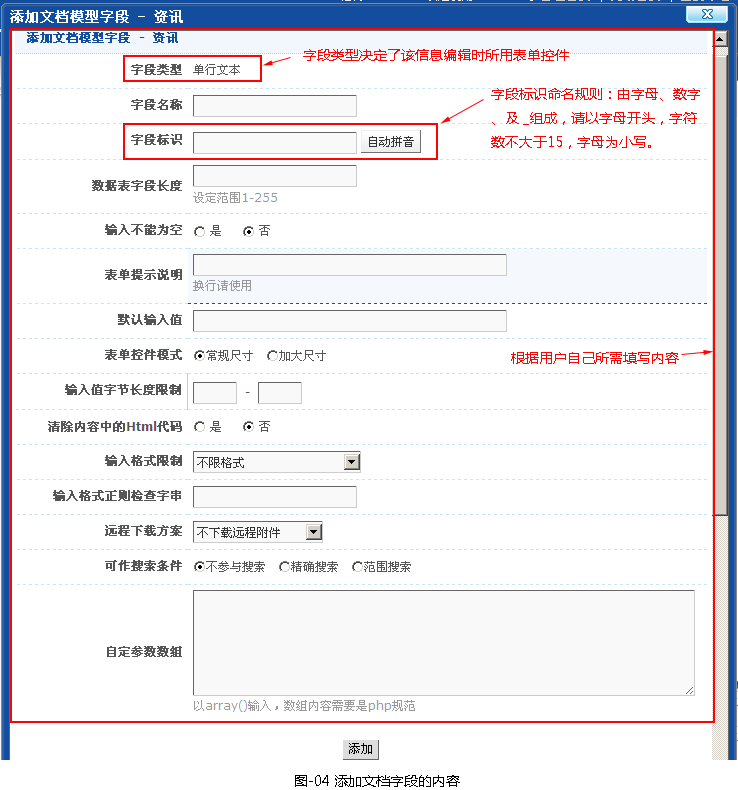 添加文档模型字段 - 资讯
添加文档模型字段 - 资讯
字段类型 单行文本
字段类型决定了该信息编辑时所用表单控件
字段名称
字段标识命名规则：由字母、数字
、及 _组成，请以字母开头，字符
数不大于15，字母为小写。
字段标识 自动拼音
数据表字段长度
设定范围1-255
输入不能为空 是 否
表单提示说明
换行请使用
默认输入值
表单控件模式 常规尺寸 加大尺寸
根据用户自己所需填写内容
输入值字节长度限制 -
清除内容中的Html代码 是 否
输入格式限制 不限格式
输入格式正则检查字串
远程下载方案 不下载远程附件
可作搜索条件 不参与搜索 精确搜索 范围搜索
自定参数数组
以array()输入，数组内容需要是php规范
添加
图-04 添加文档字段的内容